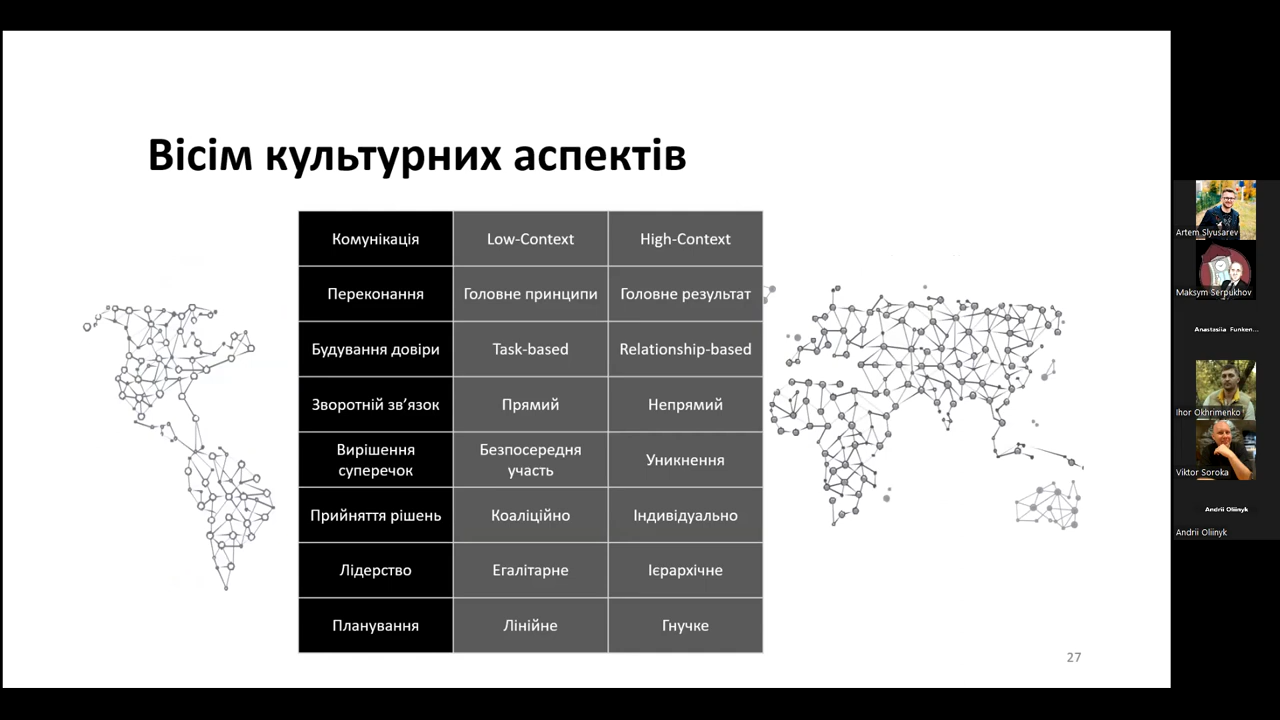 Вісім культурних аспектів
Комунікація Low-Context High-Context
Переконання Головне принципи Головне результат
Будування довіри Task-based Relationship-based
Зворотній зв’язок Прямий Непрямий
Вирішення суперечок Безпосередня участь Уникнення
Прийняття рішень Коаліційно Індивідуально
Лідерство Егалітарне Ієрархічне
Планування Лінійне Гнучке
27
Artem Slyusarev
Maksym Serpukhov
Anastasiia Funken...
Ihor Okhrimenko
Viktor Soroka
Andrii Oliinyk
Andrii Oliinyk